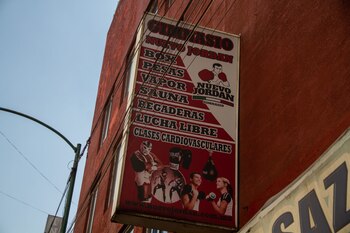 GIMNASIO
NUEVO JORDAN
BOX
PESAS
VAPOR
SAUNA
REGADERAS
LUCHA LIBRE
CLASES CARDIOVASCULARES
NUEVO
JORDAN
SAZ